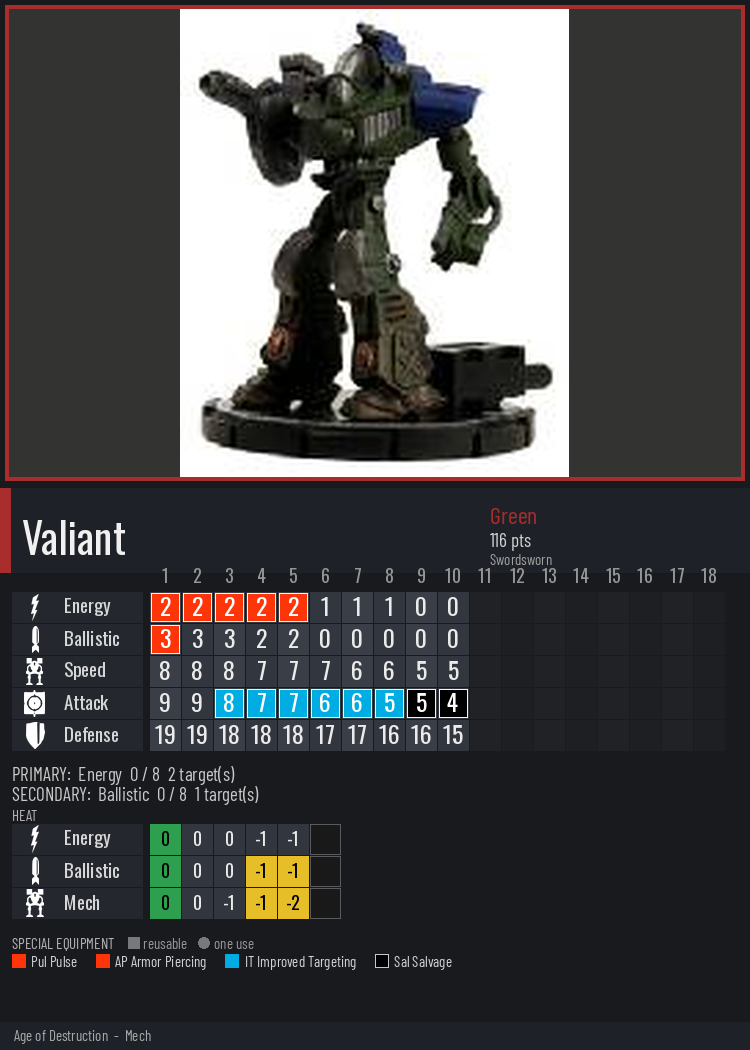 Valiant
Green
116 pts
Swordsworn
1 2 3 4 5 6 7 8 9 10 11 12 13 14 15 16 17 18
Energy 2 2 2 2 2 1 1 1 0 0
Ballistic 3 3 3 2 2 0 0 0 0 0
Speed 8 8 8 7 7 7 6 6 5 5
Attack 9 9 8 7 7 6 6 5 5 4
Defense 19 19 18 18 18 17 17 16 16 15
PRIMARY: Energy 0 / 8 2 target(s)
SECONDARY: Ballistic 0 / 8 1 target(s)
HEAT
Energy 0 0 0 -1 -1
Ballistic 0 0 0 -1 -1
Mech 0 0 -1 -1 -2
SPECIAL EQUIPMENT reusable one use
Pul Pulse AP Armor Piercing IT Improved Targeting Sal Salvage
Age of Destruction - Mech